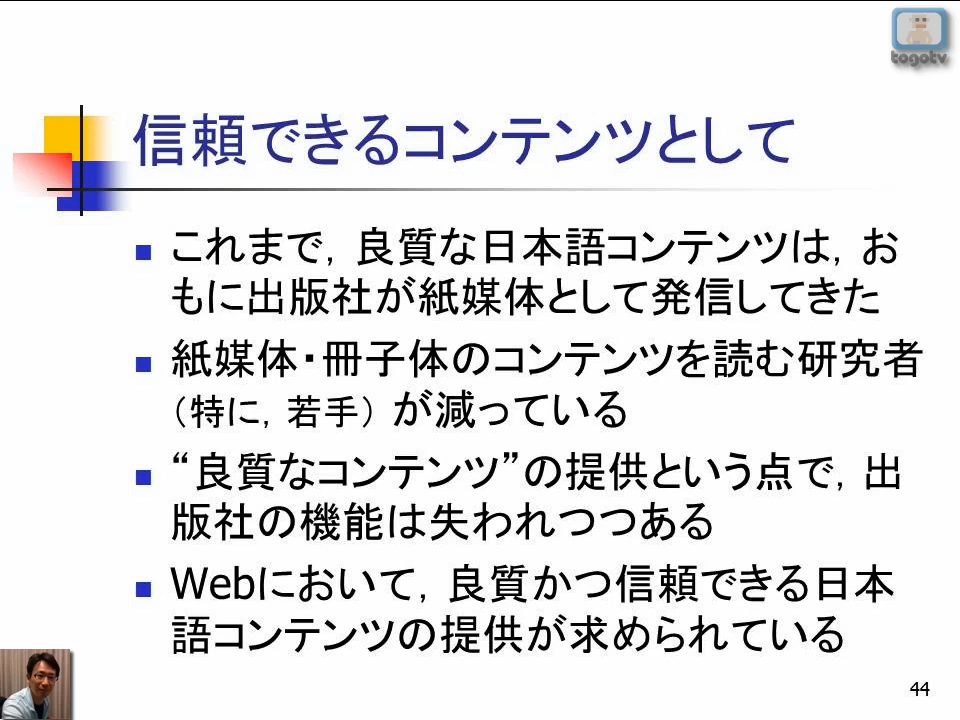 togotv
信頼できるコンテンツとして
これまで，良質な日本語コンテンツは，お
もに出版社が紙媒体として発信してきた
紙媒体・冊子体のコンテンツを読む研究者
（特に，若手）が減っている
“良質なコンテンツ”の提供という点で，出
版社の機能は失われつつある
Webにおいて，良質かつ信頼できる日本
語コンテンツの提供が求められている
44